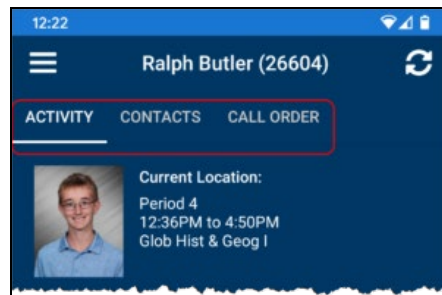 12:22
Ralph Butler (26604)
ACTIVITY CONTACTS CALL ORDER
Current Location:
Period 4
12:36PM to 4:50PM
Glob Hist & Geog I